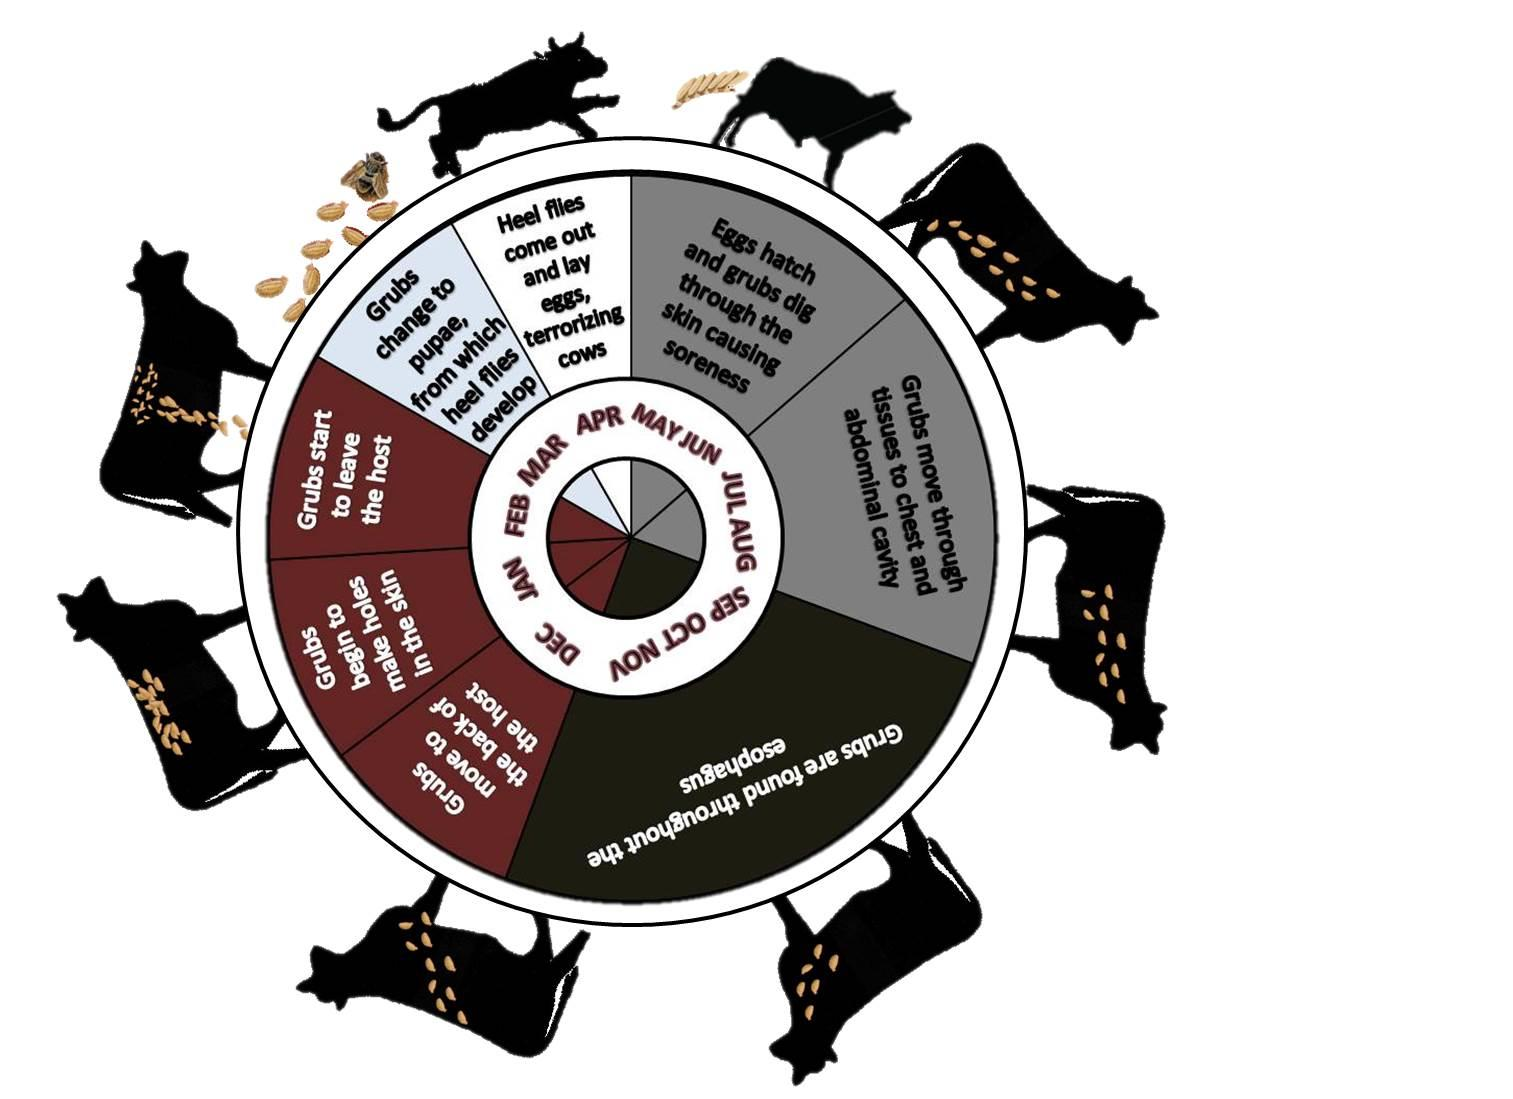 Heel flies
come out
and lay
eggs,
terrorizing
cows
Eggs hatch
and grubs dig
through the
skin causing
soreness
Grubs move through
tissues to chest and
abdominal cavity
Grubs are found throughout the
esophagus
Grubs
move to
the back of
the host
Grubs
begin to
make holes
in the skin
Grubs start
to leave
the host
Grubs
change to
pupae,
from which
heel flies
develop
JAN
FEB
MAR
APR
MAY
JUN
JUL
AUG
SEP
OCT
NOV
DEC